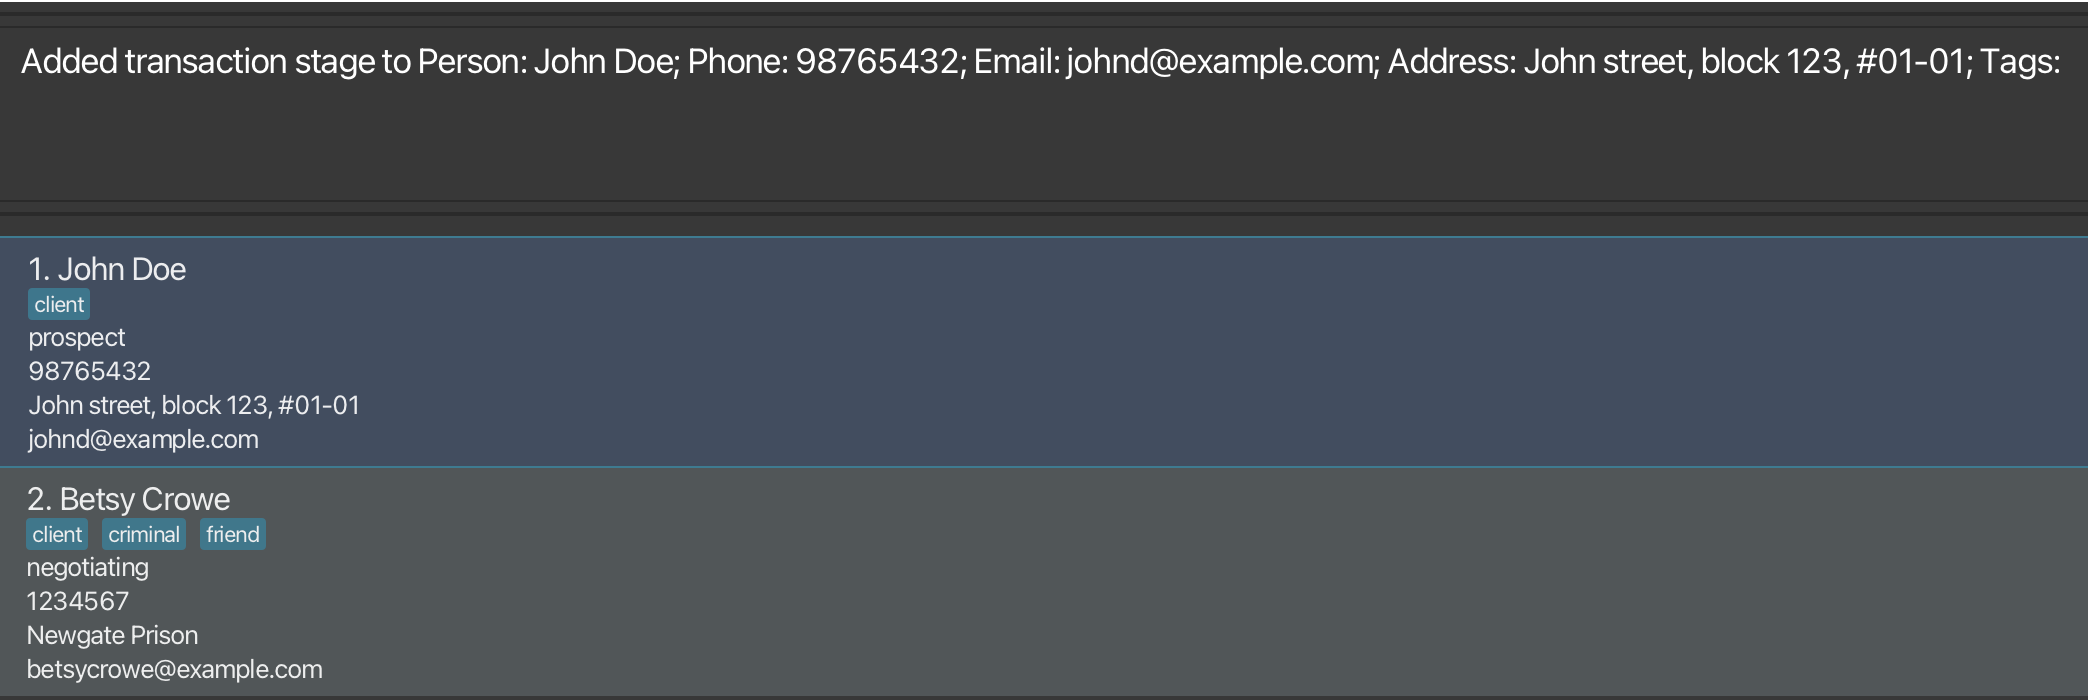 Added transaction stage to Person: John Doe; Phone: 98765432; Email: johnd@example.com; Address: John street, block 123, #01-01; Tags:
1. John Doe
client
prospect
98765432
John street, block 123, #01-01
johnd@example.com
2. Betsy Crowe
client criminal friend
negotiating
1234567
Newgate Prison
betsycrowe@example.com